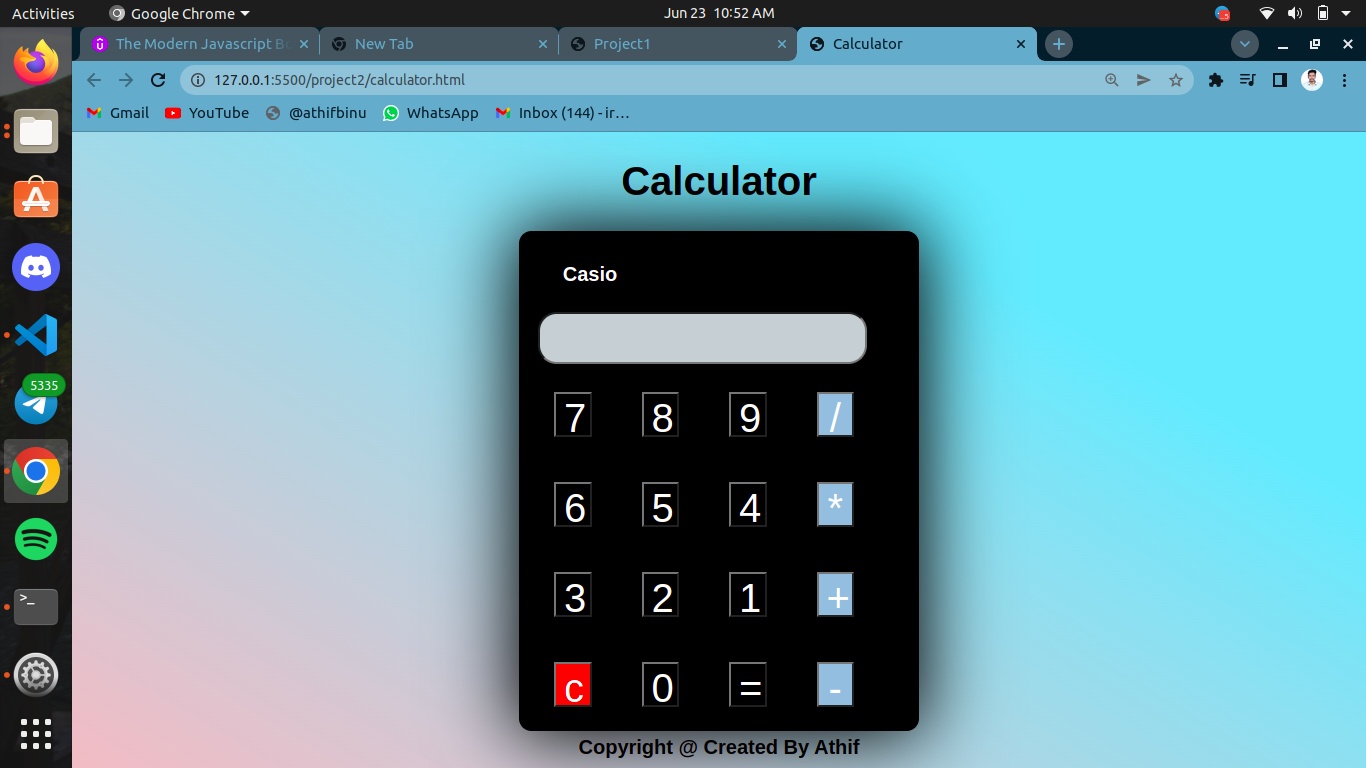 Activities Google Chrome Jun 23 10:52 AM
The Modern Javascript B New Tab Project1 Calculator
127.0.0.1:5500/project2/calculator.html
Gmail YouTube @athifbinu WhatsApp Inbox (144) - ir…
Calculator
Casio
7 8 9 /
6 5 4 *
3 2 1 +
c 0 = -
Copyright @ Created By Athif
5335
>_